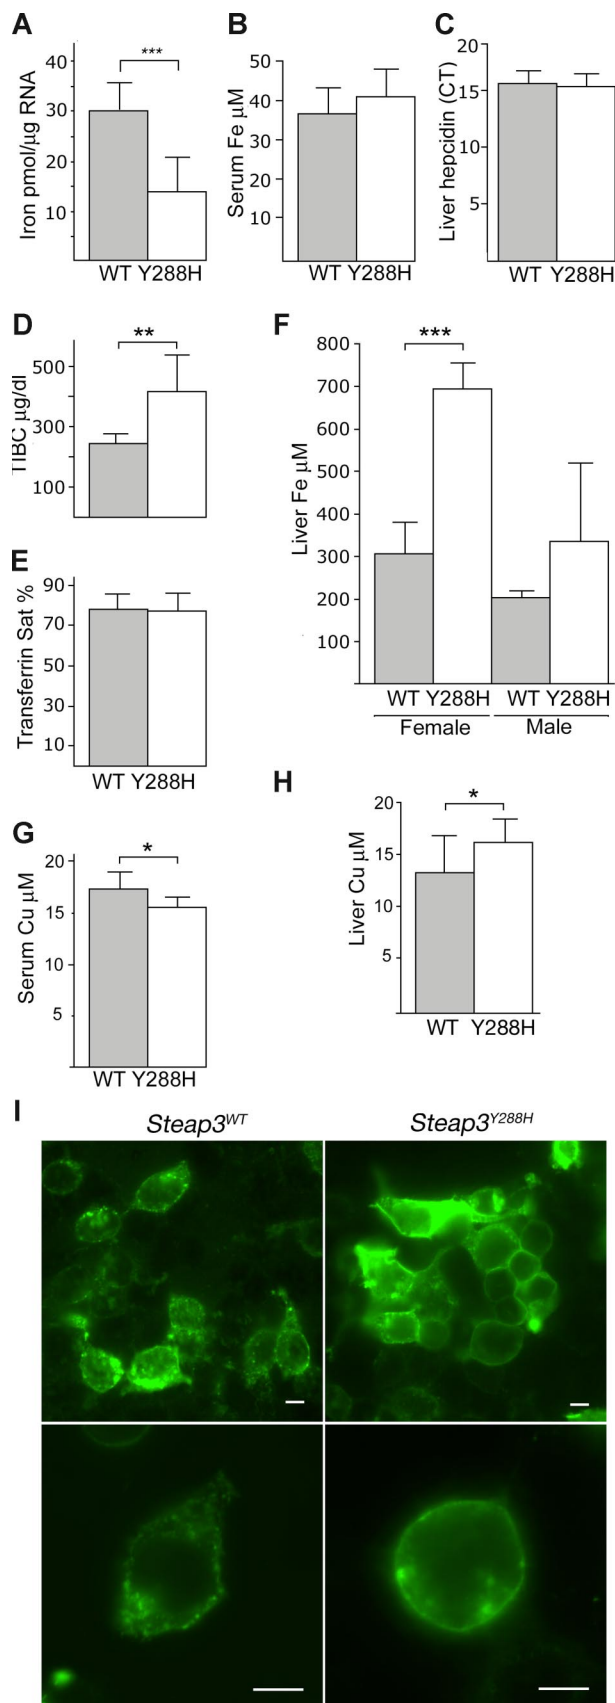 A
Iron pmol/µg RNA
40
30
20
10
***
WT Y288H
B
Serum Fe µM
50
40
30
20
10
WT Y288H
C
Liver hepcidin (CT)
20
15
10
5
WT Y288H
D
TIBC µg/dl
500
300
100
**
E
Transferrin Sat %
90
70
50
30
10
WT Y288H
F
Liver Fe µM
800
700
600
500
400
300
200
100
***
WT Y288H WT Y288H
Female Male
G
Serum Cu µM
20
15
10
5
*
WT Y288H
H
Liver Cu µM
20
15
10
5
*
WT Y288H
I
Steap3WT Steap3Y288H